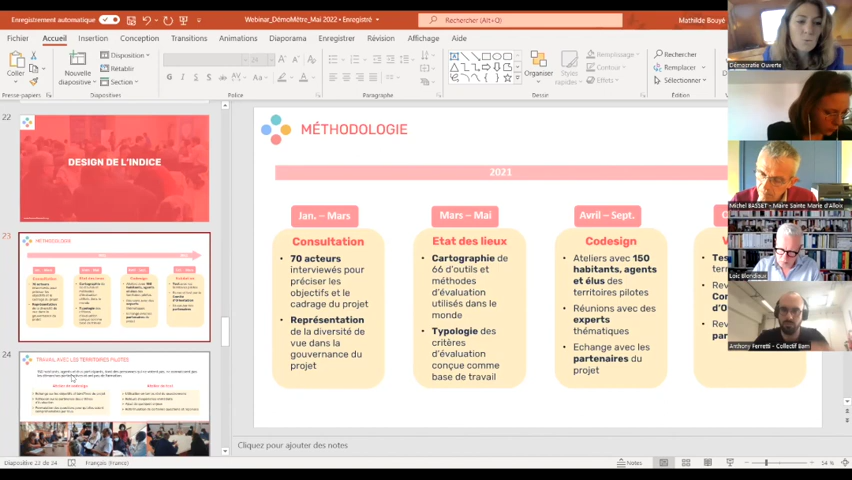 Enregistrement automatique
Webinar_DémoMètre_Mai 2022 • Enregistré
Rechercher (Alt+Q)
Mathilde Bouyé
Fichier Accueil Insertion Conception Transitions Animations Diaporama Enregistrer Révision Affichage Aide
Coller
Nouvelle
diapositive
Disposition
Rétablir
Section
Organiser
Styles
rapides
Remplissage
Contour
Effets
Rechercher
Remplacer
Sélectionner
Presse-papiers Diapositives Police Paragraphe Dessin Édition
Démocratie Ouverte
Michel BASSET - Maire Sainte Marie d'Alloix
Loïc Blondiaux
Anthony Ferretti - Collectif Bam
22
DESIGN DE L'INDICE
23
MÉTHODOLOGIE
24
TRAVAIL AVEC LES TERRITOIRES PILOTES
MÉTHODOLOGIE
2021
Jan. – Mars
Consultation
• 70 acteurs
interviewés pour
préciser les
objectifs et le
cadrage du projet
• Représentation
de la diversité de
vue dans la
gouvernance du
projet
Mars – Mai
Etat des lieux
• Cartographie de
66 d'outils et
méthodes
d'évaluation
utilisés dans le
monde
• Typologie des
critères
d'évaluation
conçue comme
base de travail
Avril – Sept.
Codesign
• Ateliers avec 150
habitants, agents
et élus des
territoires pilotes
• Réunions avec des
experts
thématiques
• Echange avec les
partenaires du
projet
Cliquez pour ajouter des notes
Diapositive 23 de 24 Français (France) Notes 54 %